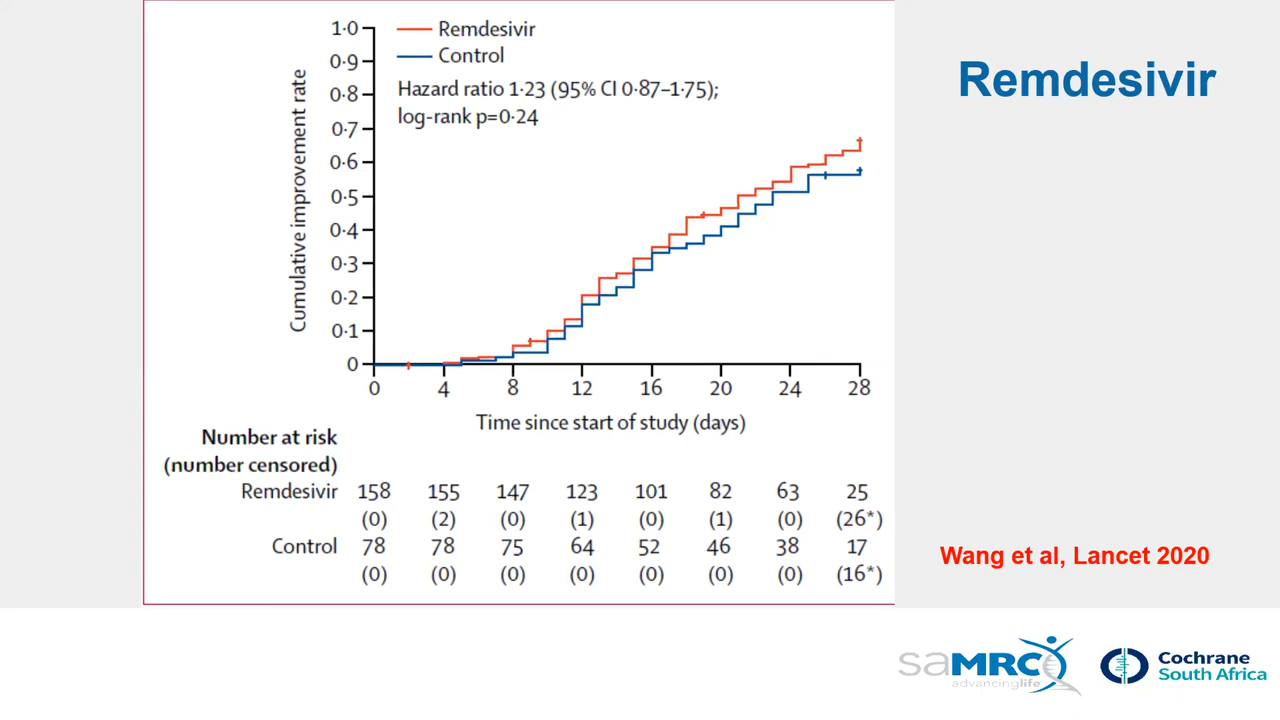 Remdesivir
1·0
0·9
0·8
0·7
0·6
0·5
0·4
0·3
0·2
0·1
0
Cumulative improvement rate
Remdesivir
Control
Hazard ratio 1·23 (95% CI 0·87–1·75);
log-rank p=0·24
0 4 8 12 16 20 24 28
Time since start of study (days)
Number at risk
(number censored)
Remdesivir 158 155 147 123 101 82 63 25
(0) (2) (0) (1) (0) (1) (0) (26*)
Control 78 78 75 64 52 46 38 17
(0) (0) (0) (0) (0) (0) (0) (16*)
Wang et al, Lancet 2020
saMRC
advancinglife
Cochrane
South Africa